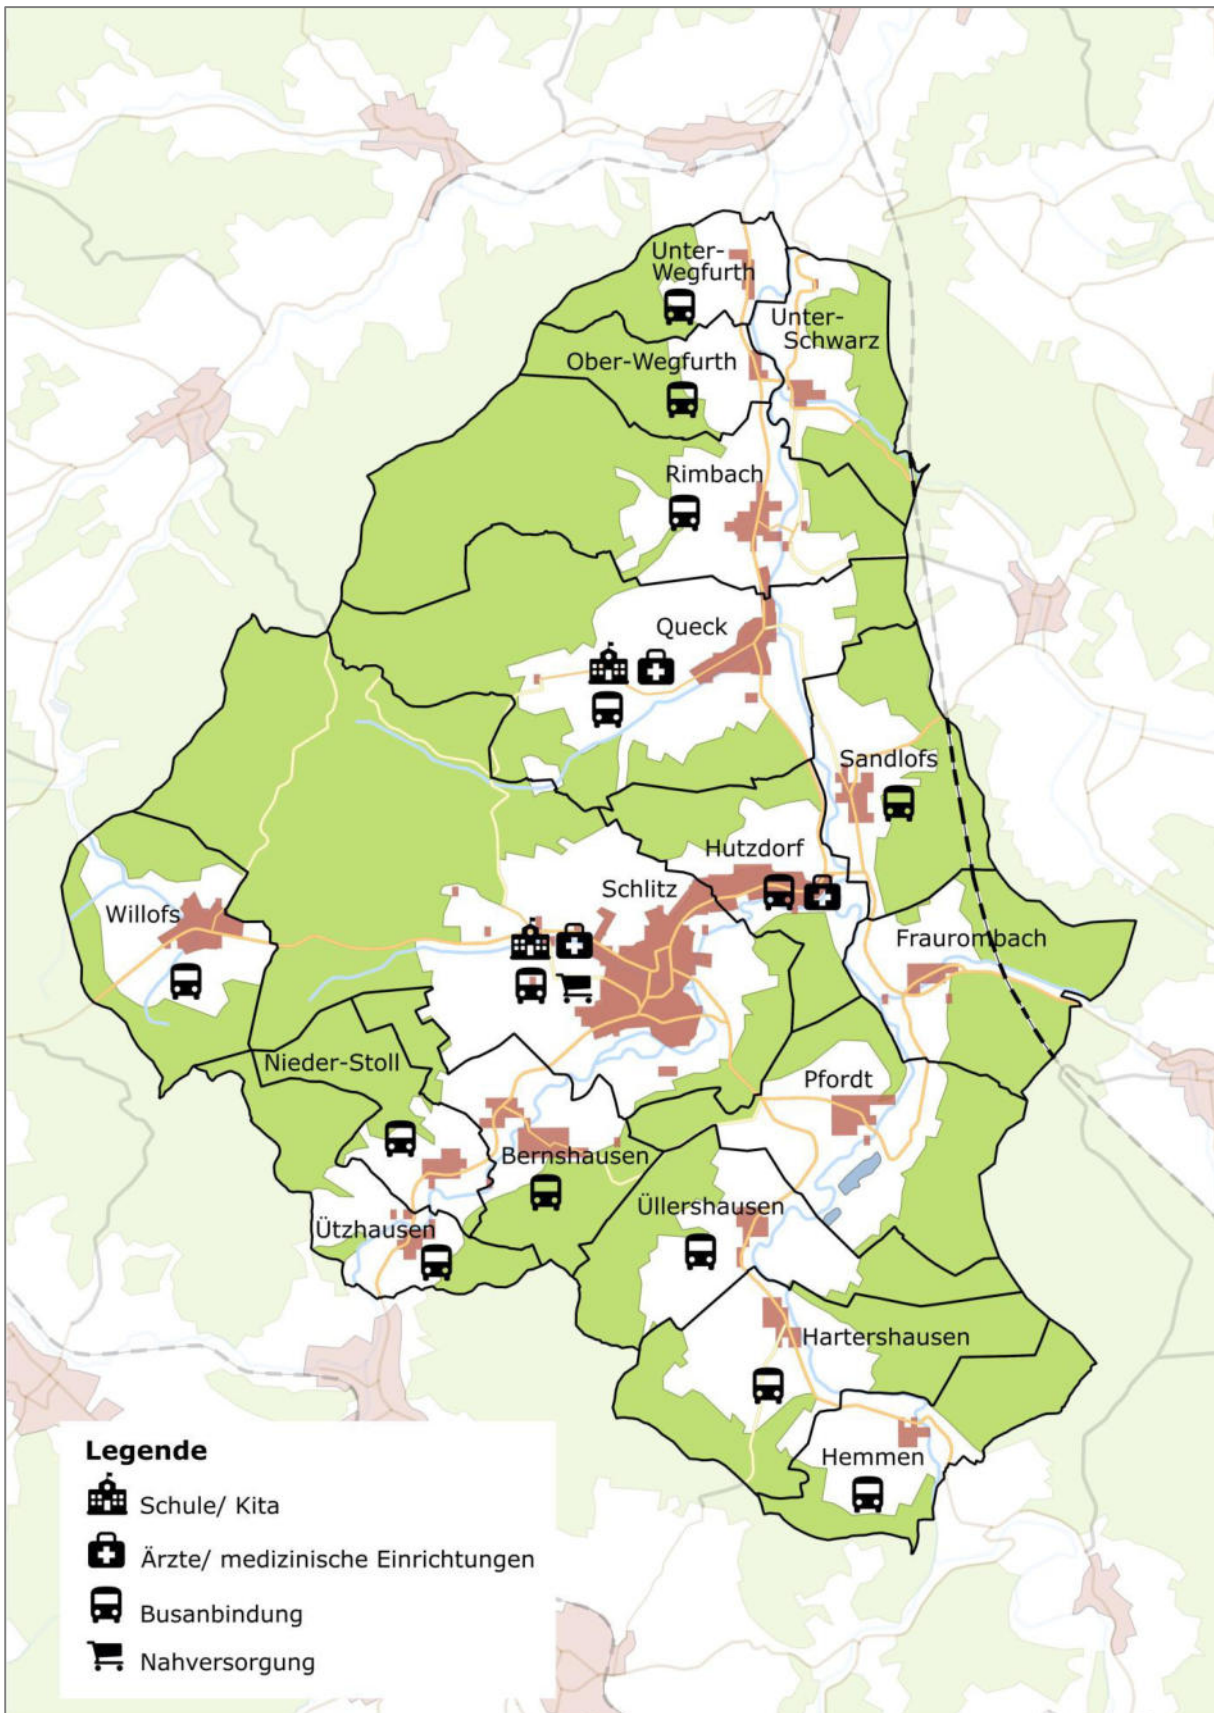 Unter-
Wegfurth
Unter-
Schwarz
Ober-Wegfurth
Rimbach
Queck
Sandlofs
Hutzdorf
Schlitz
Willofs
Fraurombach
Nieder-Stoll
Pfordt
Bernshausen
Üllershausen
Ützhausen
Hartershausen
Hemmen
Legende
Schule/ Kita
Ärzte/ medizinische Einrichtungen
Busanbindung
Nahversorgung